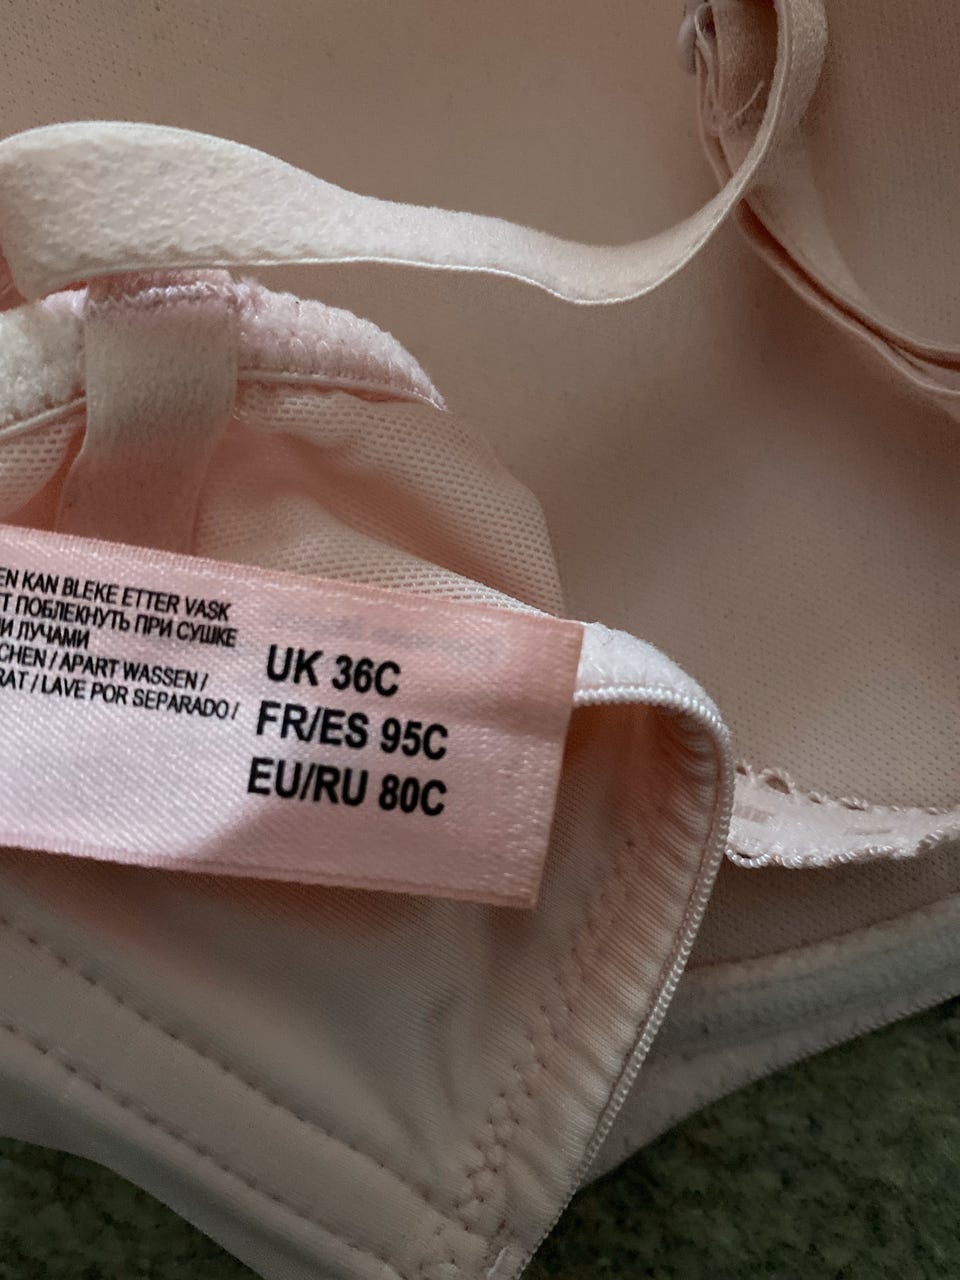 EN KAN BLEKE ETTER VASK
Т ПОБЛЕКНУТЬ ПРИ СУШКЕ
И ЛУЧАМИ
CHEN / APART WASSEN /
RAT / LAVE POR SEPARADO /
UK 36C
FR/ES 95C
EU/RU 80C